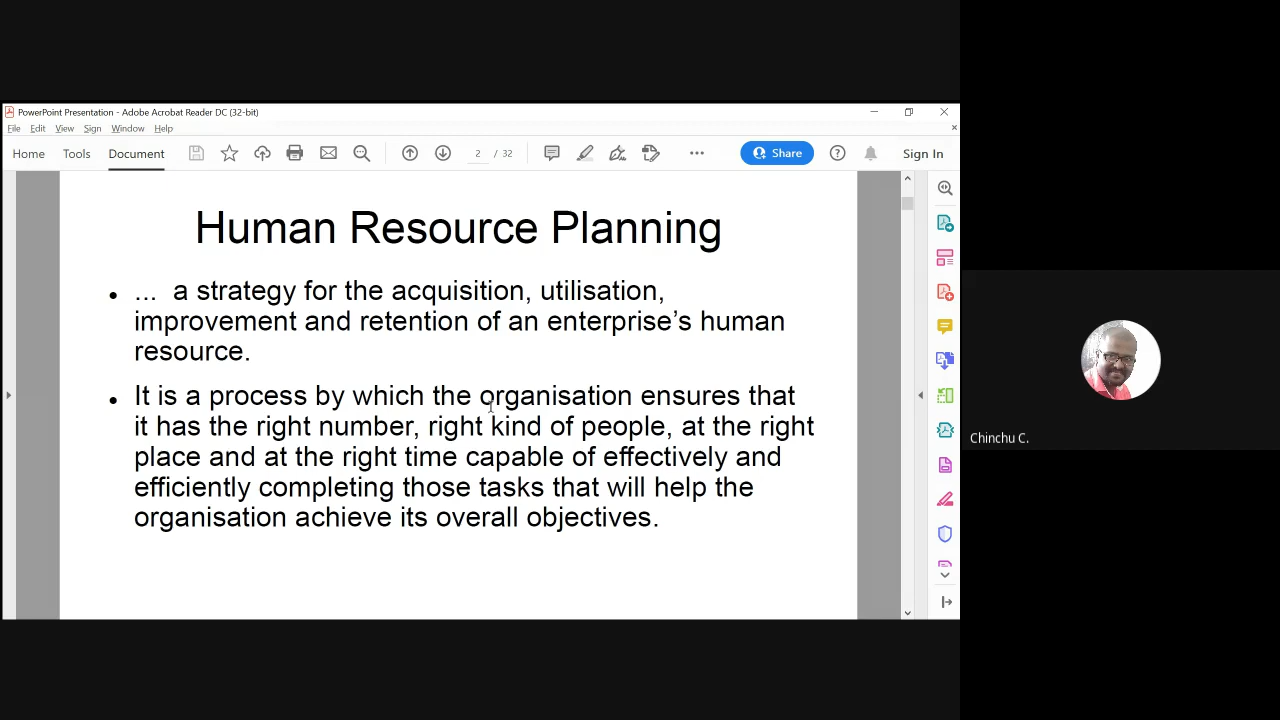 PowerPoint Presentation - Adobe Acrobat Reader DC (32-bit)
File Edit View Sign Window Help
Home Tools Document 2 / 32 Share Sign In
Human Resource Planning
• ... a strategy for the acquisition, utilisation,
improvement and retention of an enterprise’s human
resource.
• It is a process by which the organisation ensures that
it has the right number, right kind of people, at the right
place and at the right time capable of effectively and
efficiently completing those tasks that will help the
organisation achieve its overall objectives.
Chinchu C.